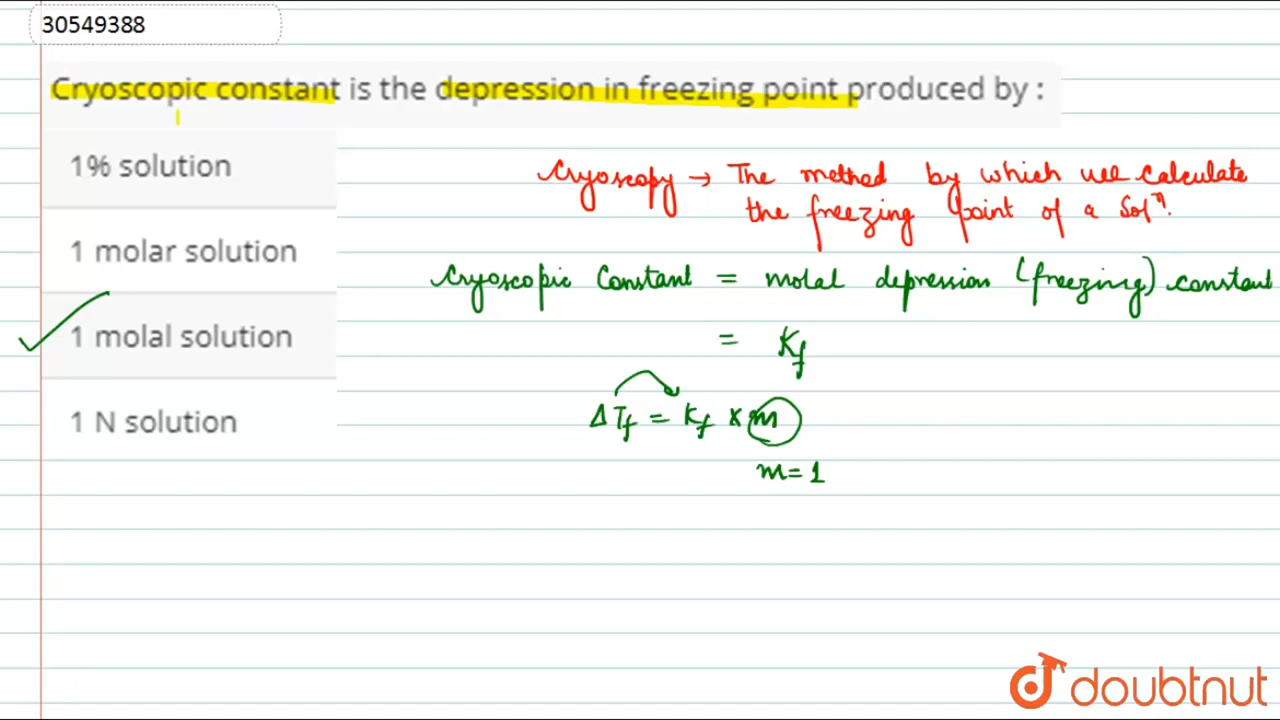 30549388
Cryoscopic constant is the depression in freezing point produced by :
1% solution
1 molar solution
1 molal solution
1 N solution
Cryoscopy → The method by which we calculate
the freezing point of a solⁿ.
Cryoscopic Constant = molal depression (freezing) constant
= Kf
ΔTf = Kf × m
m = 1
doubtnut